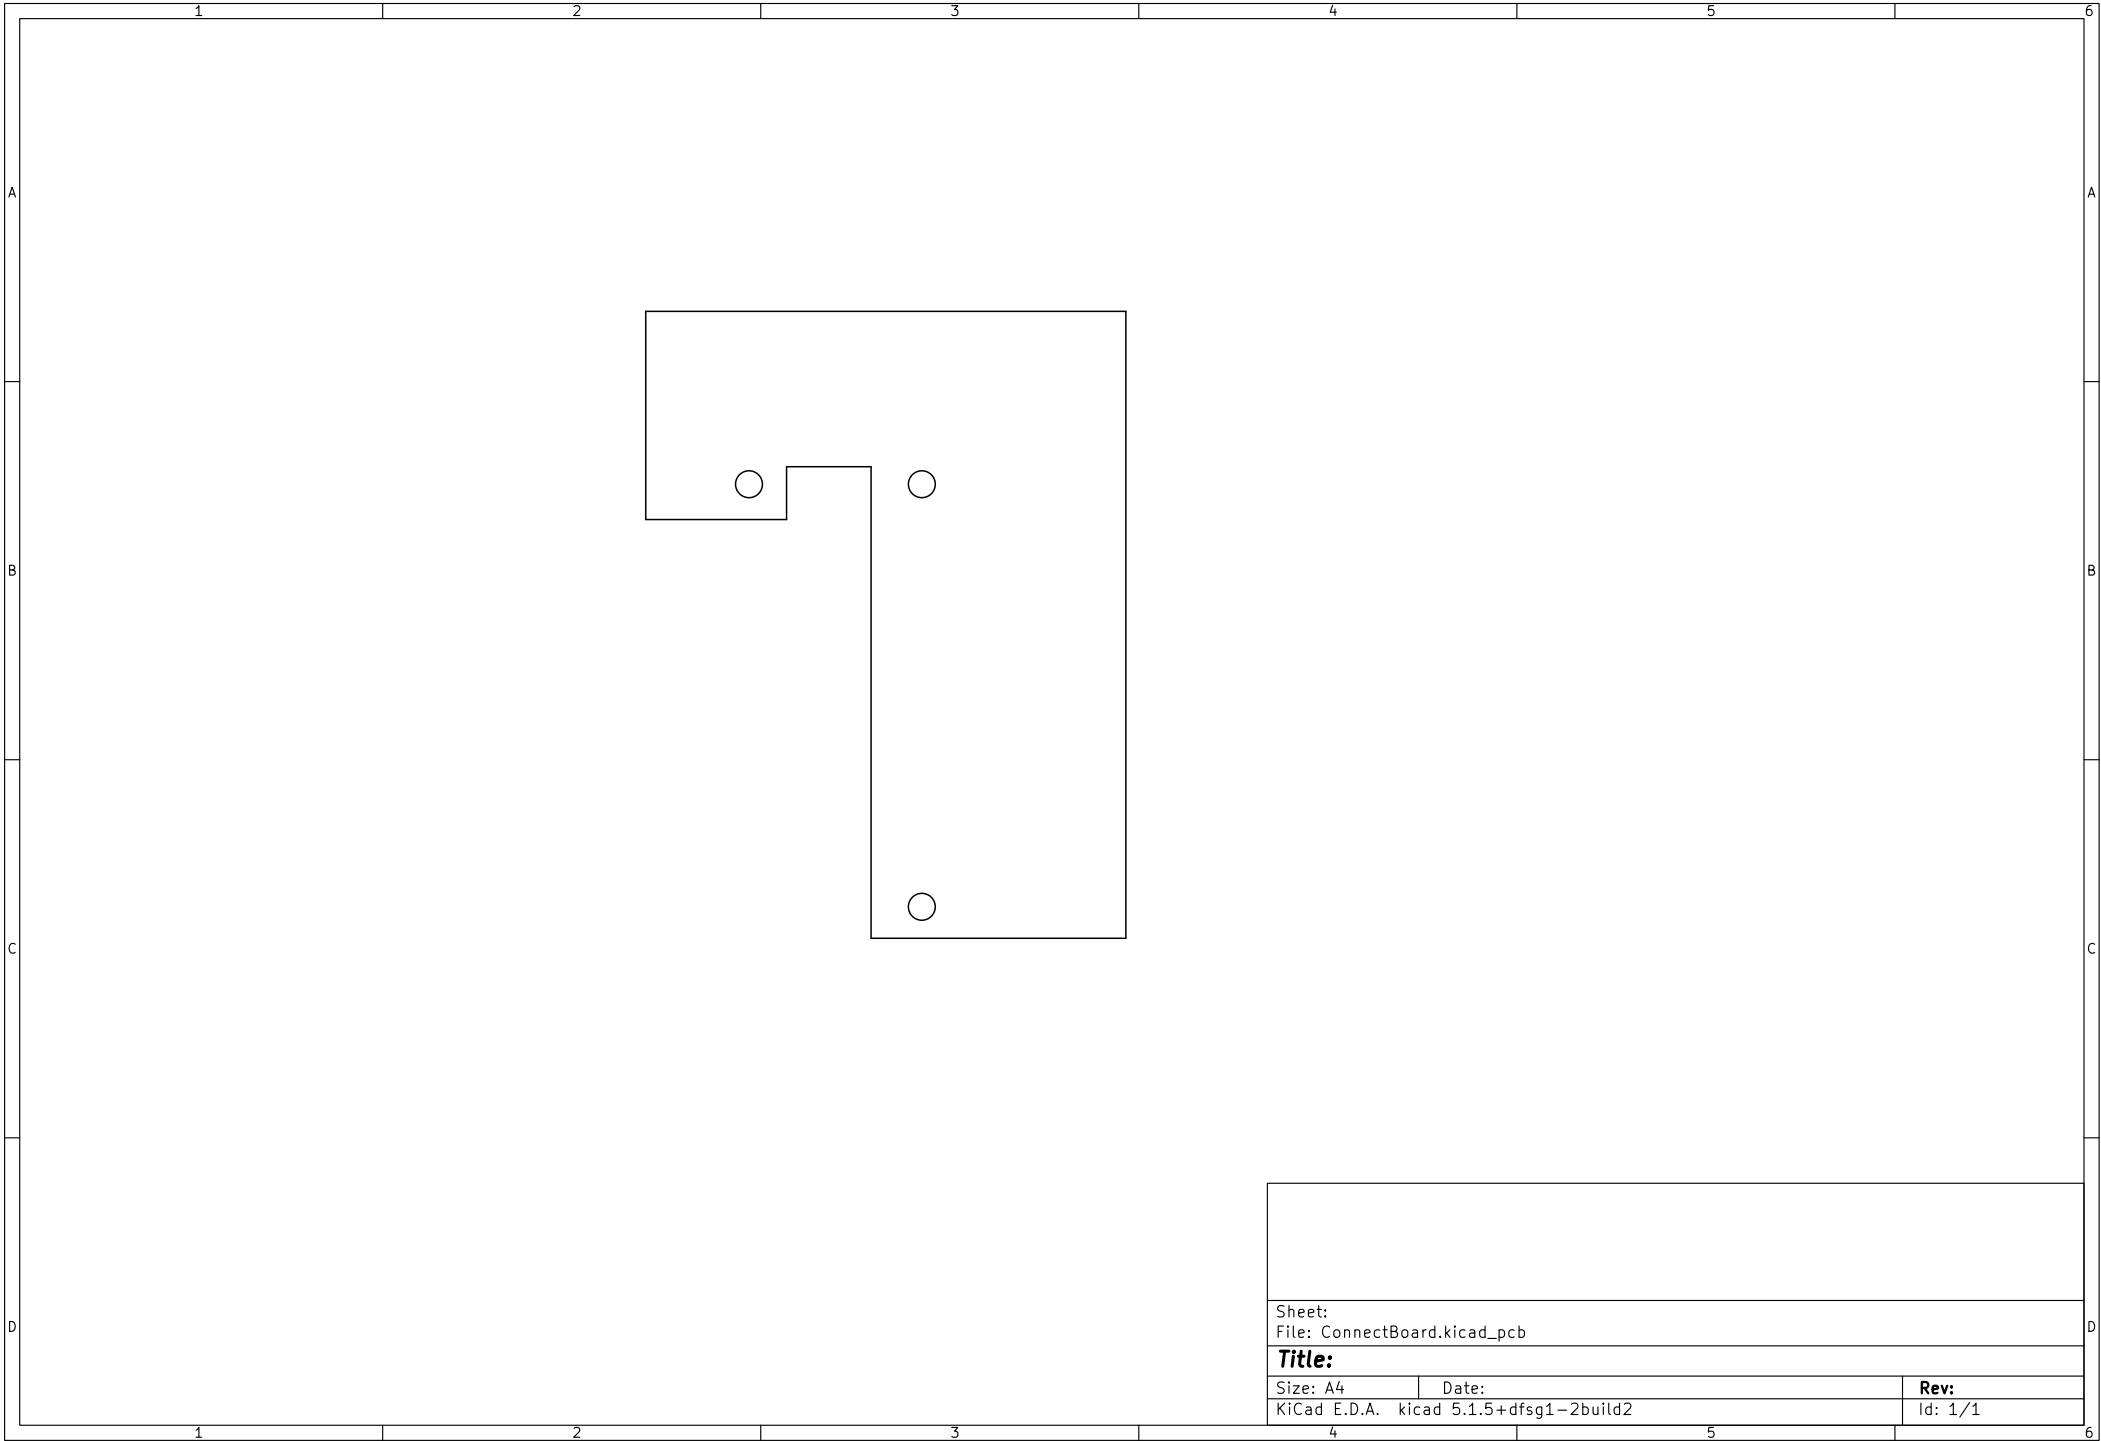 1 2 3 4 5 6
A A
B B
C C
Sheet:
File: ConnectBoard.kicad_pcb
D D
Title:
Size: A4 Date: Rev:
KiCad E.D.A. kicad 5.1.5+dfsg1-2build2 Id: 1/1
1 2 3 4 5 6